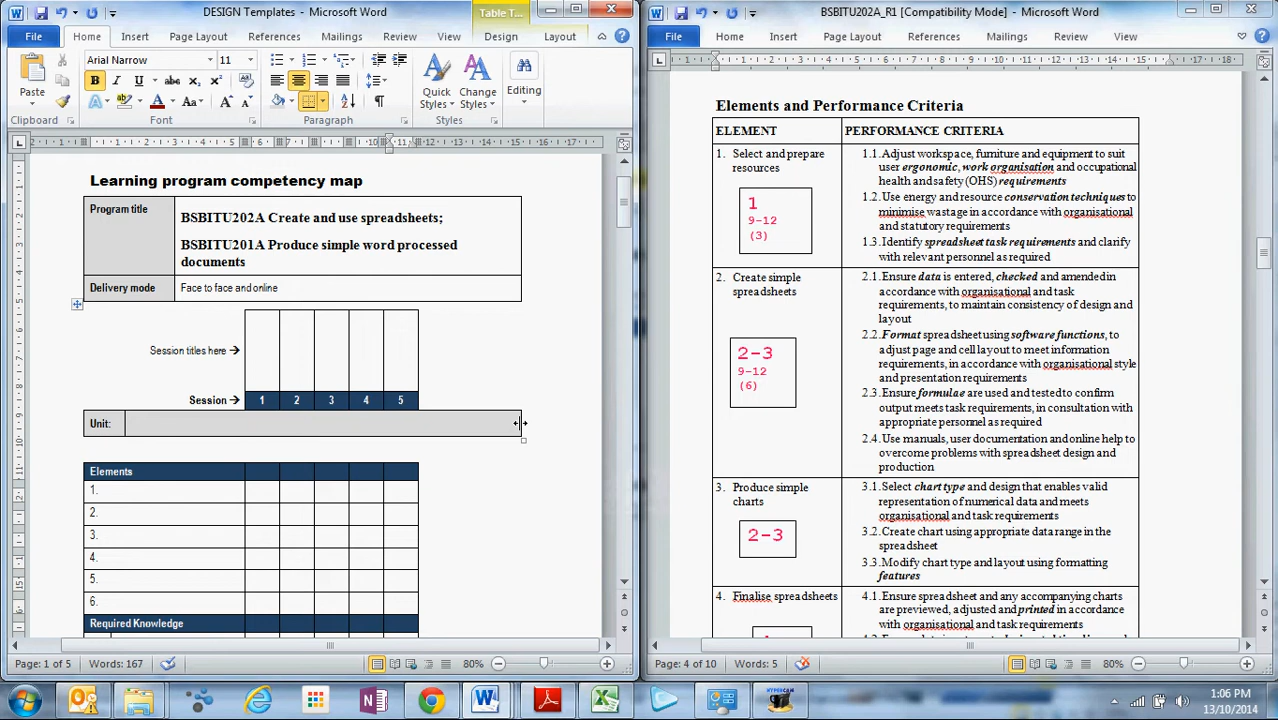 DESIGN Templates - Microsoft Word
Table T...
File
Home
Insert
Page Layout
References
Mailings
Review
View
Design
Layout
Arial Narrow
11
Paste
Quick
Styles
Change
Styles
Editing
Clipboard
Font
Paragraph
Styles
Learning program competency map
Program title
BSBITU202A Create and use spreadsheets;
BSBITU201A Produce simple word processed
documents
Delivery mode
Face to face and online
Session titles here →
Session → 1 2 3 4 5
Unit:
Elements
1.
2.
3.
4.
5.
6.
Required Knowledge
Page: 1 of 5
Words: 167
80%
BSBITU202A_R1 [Compatibility Mode] - Microsoft Word
File
Home
Insert
Page Layout
References
Mailings
Review
View
Elements and Performance Criteria
ELEMENT
PERFORMANCE CRITERIA
1. Select and prepare
resources
1
9-12
(3)
1.1. Adjust workspace, furniture and equipment to suit
user ergonomic, work organisation and occupational
health and safety (OHS) requirements
1.2. Use energy and resource conservation techniques to
minimise wastage in accordance with organisational
and statutory requirements
1.3. Identify spreadsheet task requirements and clarify
with relevant personnel as required
2. Create simple
spreadsheets
2-3
9-12
(6)
2.1. Ensure data is entered, checked and amended in
accordance with organisational and task
requirements, to maintain consistency of design and
layout
2.2. Format spreadsheet using software functions, to
adjust page and cell layout to meet information
requirements, in accordance with organisational style
and presentation requirements
2.3. Ensure formulae are used and tested to confirm
output meets task requirements, in consultation with
appropriate personnel as required
2.4. Use manuals, user documentation and online help to
overcome problems with spreadsheet design and
production
3. Produce simple
charts
2-3
3.1. Select chart type and design that enables valid
representation of numerical data and meets
organisational and task requirements
3.2. Create chart using appropriate data range in the
spreadsheet
3.3. Modify chart type and layout using formatting
features
4. Finalise spreadsheets
4.1. Ensure spreadsheet and any accompanying charts
are previewed, adjusted and printed in accordance
with organisational and task requirements
Page: 4 of 10
Words: 5
80%
1:06 PM
13/10/2014